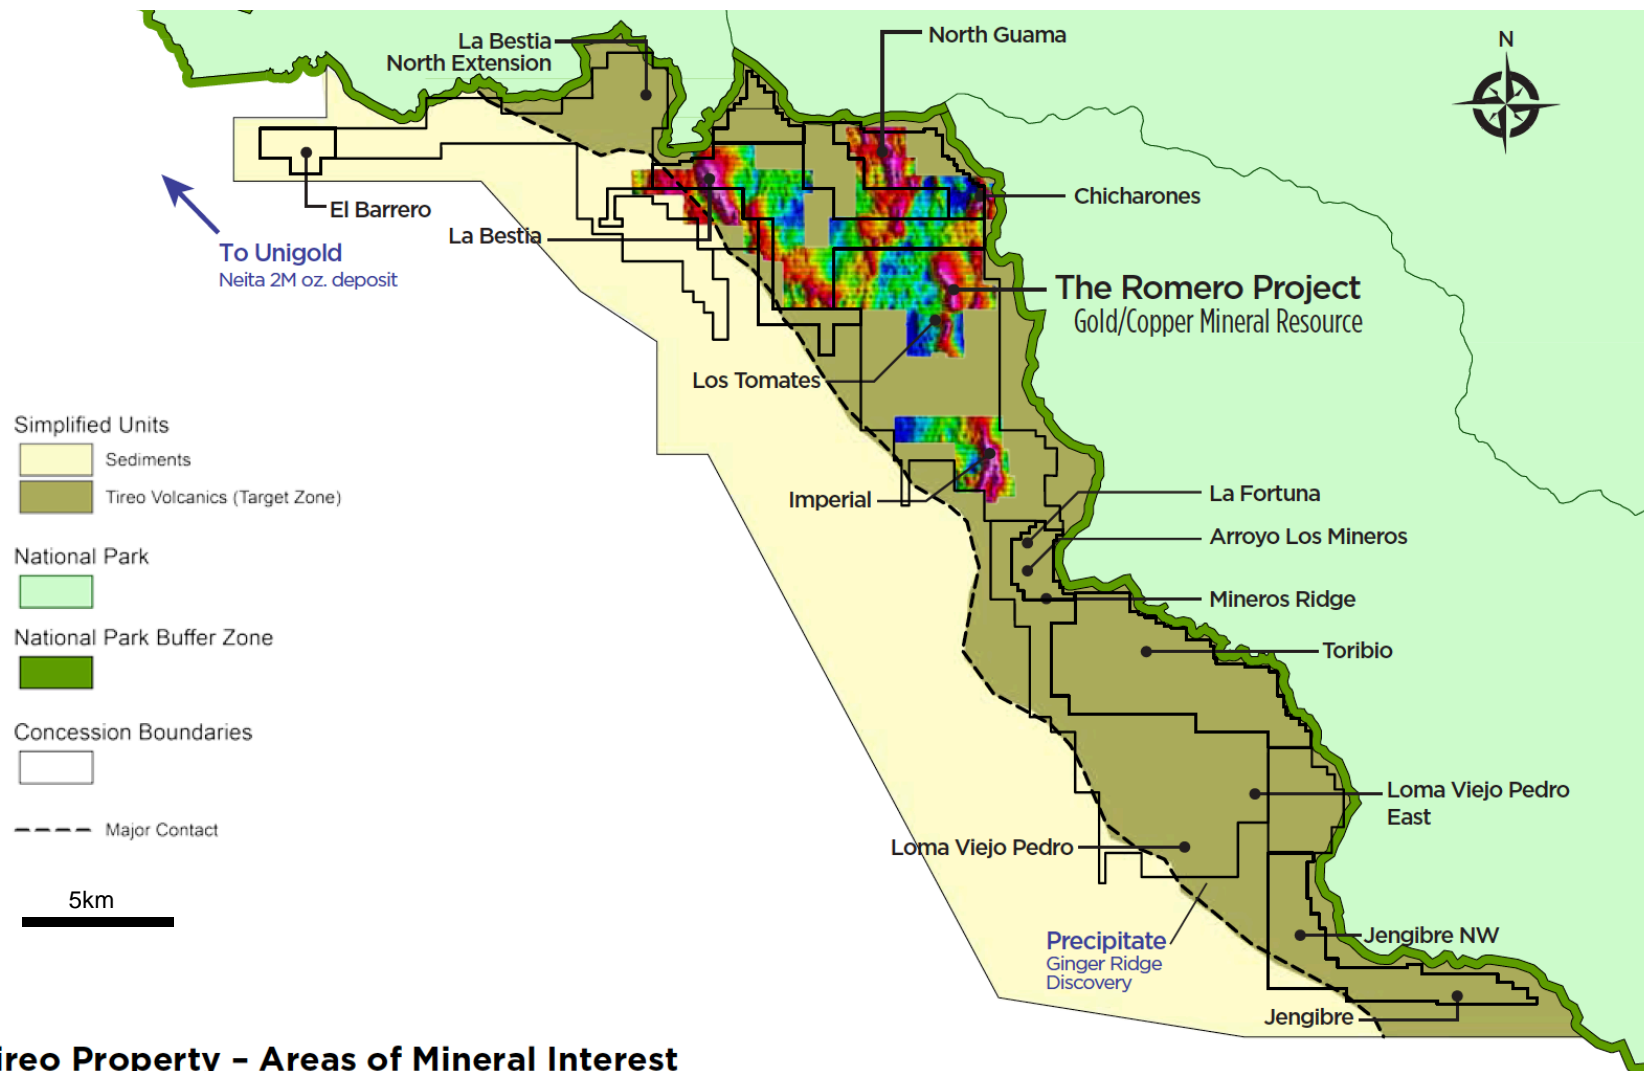 La Bestia
North Extension
North Guama
N
Chicharones
El Barrero
La Bestia
To Unigold
Neita 2M oz. deposit
The Romero Project
Gold/Copper Mineral Resource
Los Tomates
Simplified Units
Sediments
Tireo Volcanics (Target Zone)
Imperial
La Fortuna
Arroyo Los Mineros
National Park
Mineros Ridge
National Park Buffer Zone
Toribio
Concession Boundaries
Loma Viejo Pedro
East
Major Contact
Loma Viejo Pedro
5km
Precipitate
Ginger Ridge
Discovery
Jengibre NW
Jengibre
ireo Property – Areas of Mineral Interest